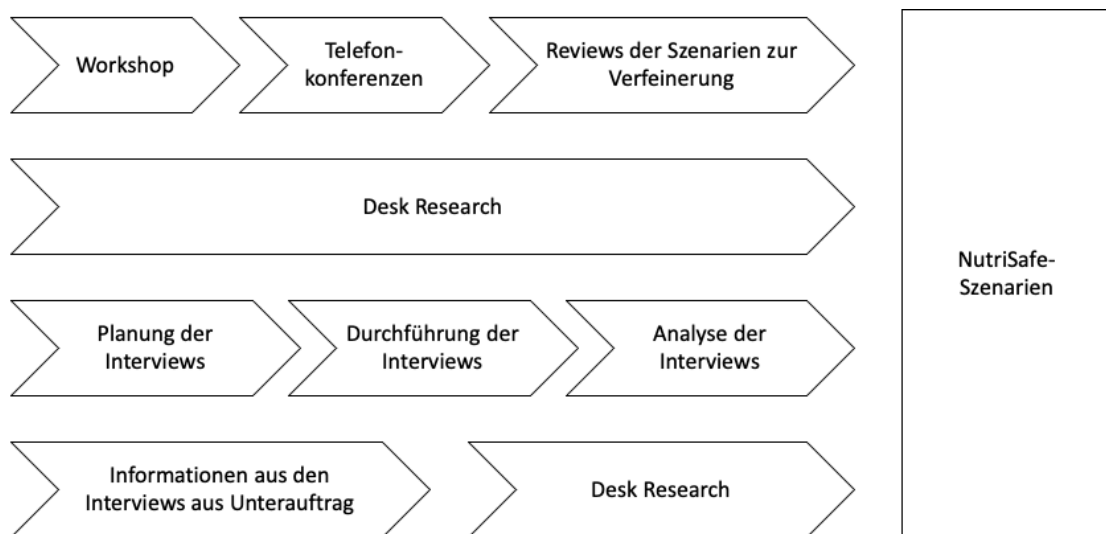 Workshop
Telefon-
konferenzen
Reviews der Szenarien zur
Verfeinerung
Desk Research
Planung der
Interviews
Durchführung der
Interviews
Analyse der
Interviews
Informationen aus den
Interviews aus Unterauftrag
Desk Research
NutriSafe-
Szenarien